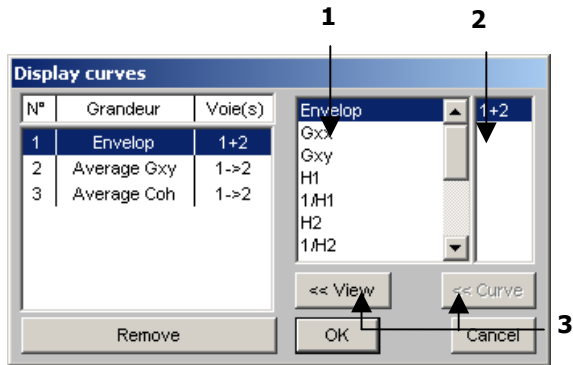 1 2
Display curves
N° Grandeur Voie(s)
1 Envelop 1+2
2 Average Gxy 1->2
3 Average Coh 1->2
Envelop 1+2
Gxx
Gxy
H1
1/H1
H2
1/H2
<< View << Curve
3
Remove OK Cancel